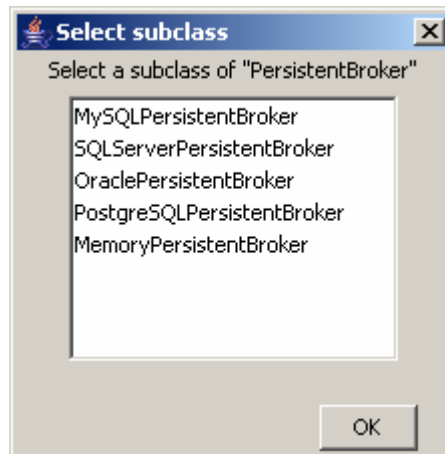 Select subclass
Select a subclass of "PersistentBroker"
MySQLPersistentBroker
SQLServerPersistentBroker
OraclePersistentBroker
PostgreSQLPersistentBroker
MemoryPersistentBroker
OK